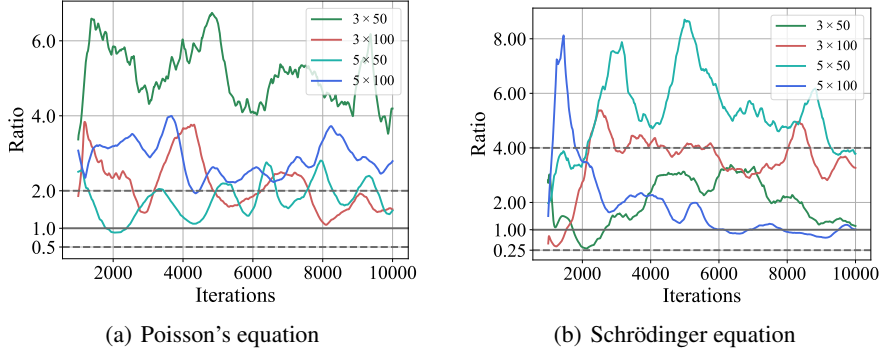 Ratio
6.0
4.0
2.0
1.0
0.5
3 × 50
3 × 100
5 × 50
5 × 100
2000
4000
6000
8000
10000
Iterations
(a) Poisson's equation
Ratio
8.00
6.00
4.00
2.00
1.00
0.25
3 × 50
3 × 100
5 × 50
5 × 100
2000
4000
6000
8000
10000
Iterations
(b) Schrödinger equation